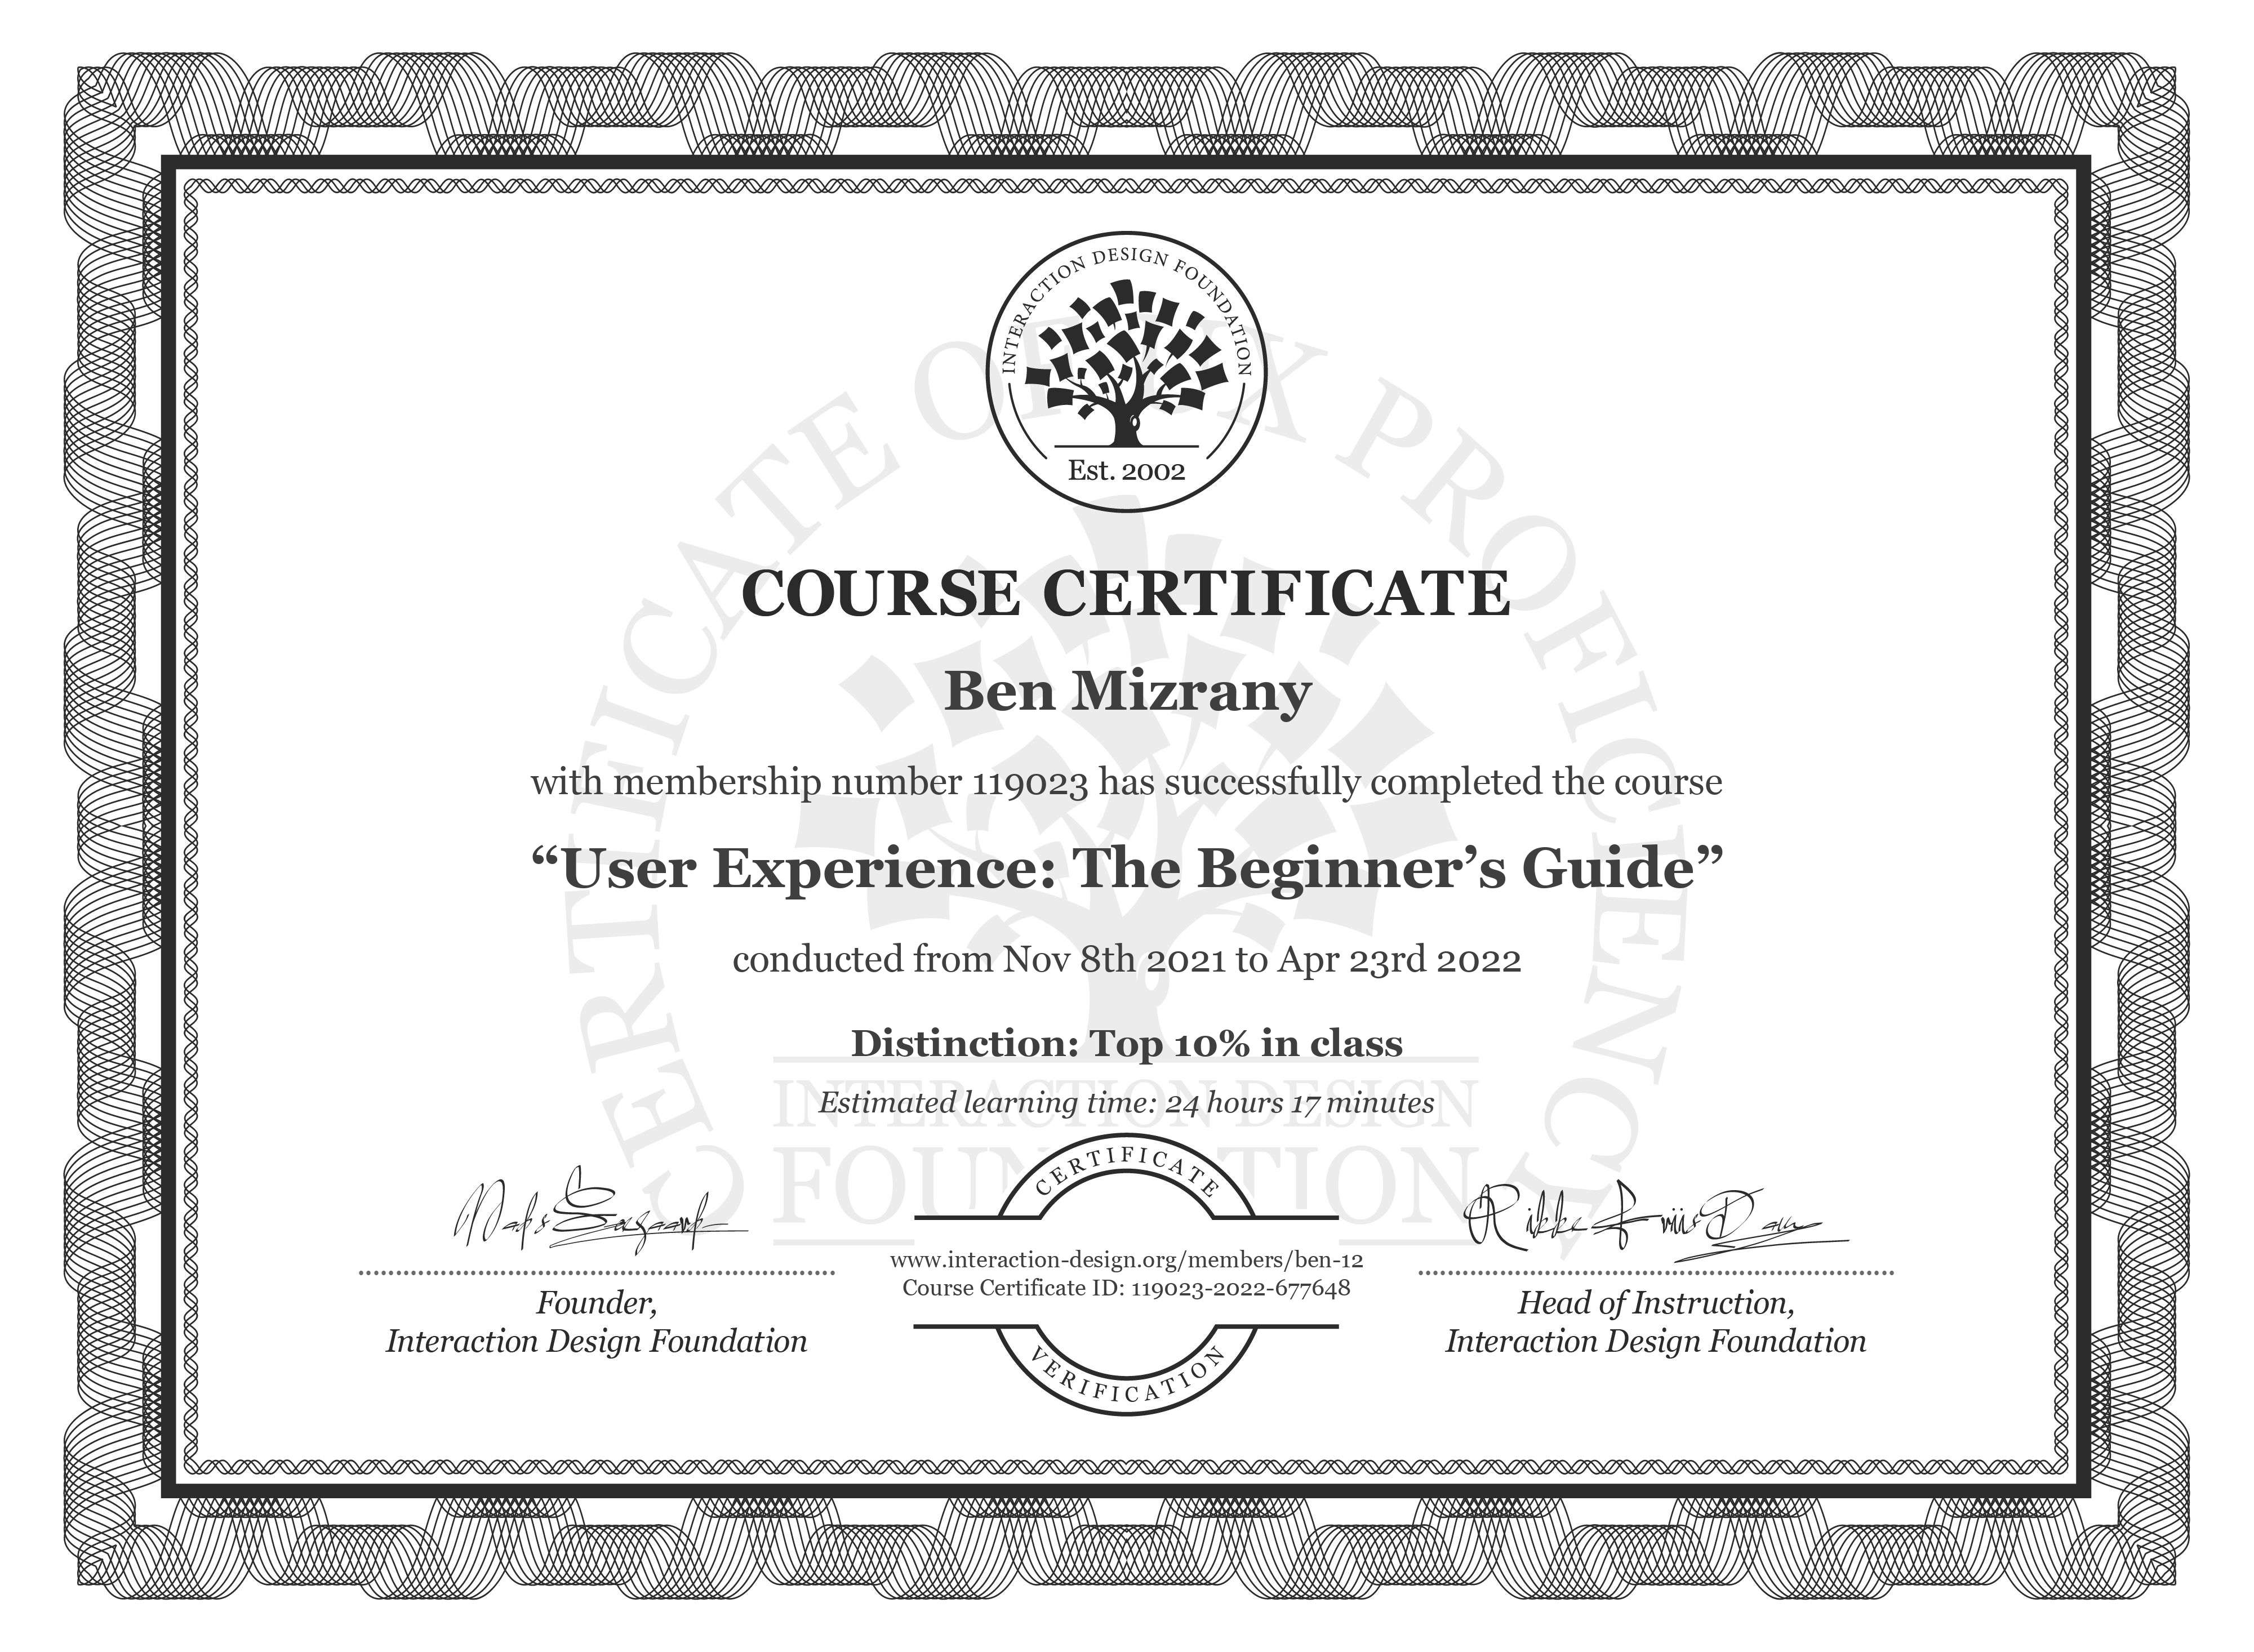 INTERACTION DESIGN FOUNDATION
Est. 2002
CERTIFICATE OF UX PROFICIENCY
COURSE CERTIFICATE
Ben Mizrany
with membership number 119023 has successfully completed the course
“User Experience: The Beginner’s Guide”
conducted from Nov 8th 2021 to Apr 23rd 2022
Distinction: Top 10% in class
INTERACTION DESIGN
Estimated learning time: 24 hours 17 minutes
FOUNDATION
CERTIFICATE
Rikke Friis Dam
www.interaction-design.org/members/ben-12
Course Certificate ID: 119023-2022-677648
Founder,
Interaction Design Foundation
Head of Instruction,
Interaction Design Foundation
VERIFICATION